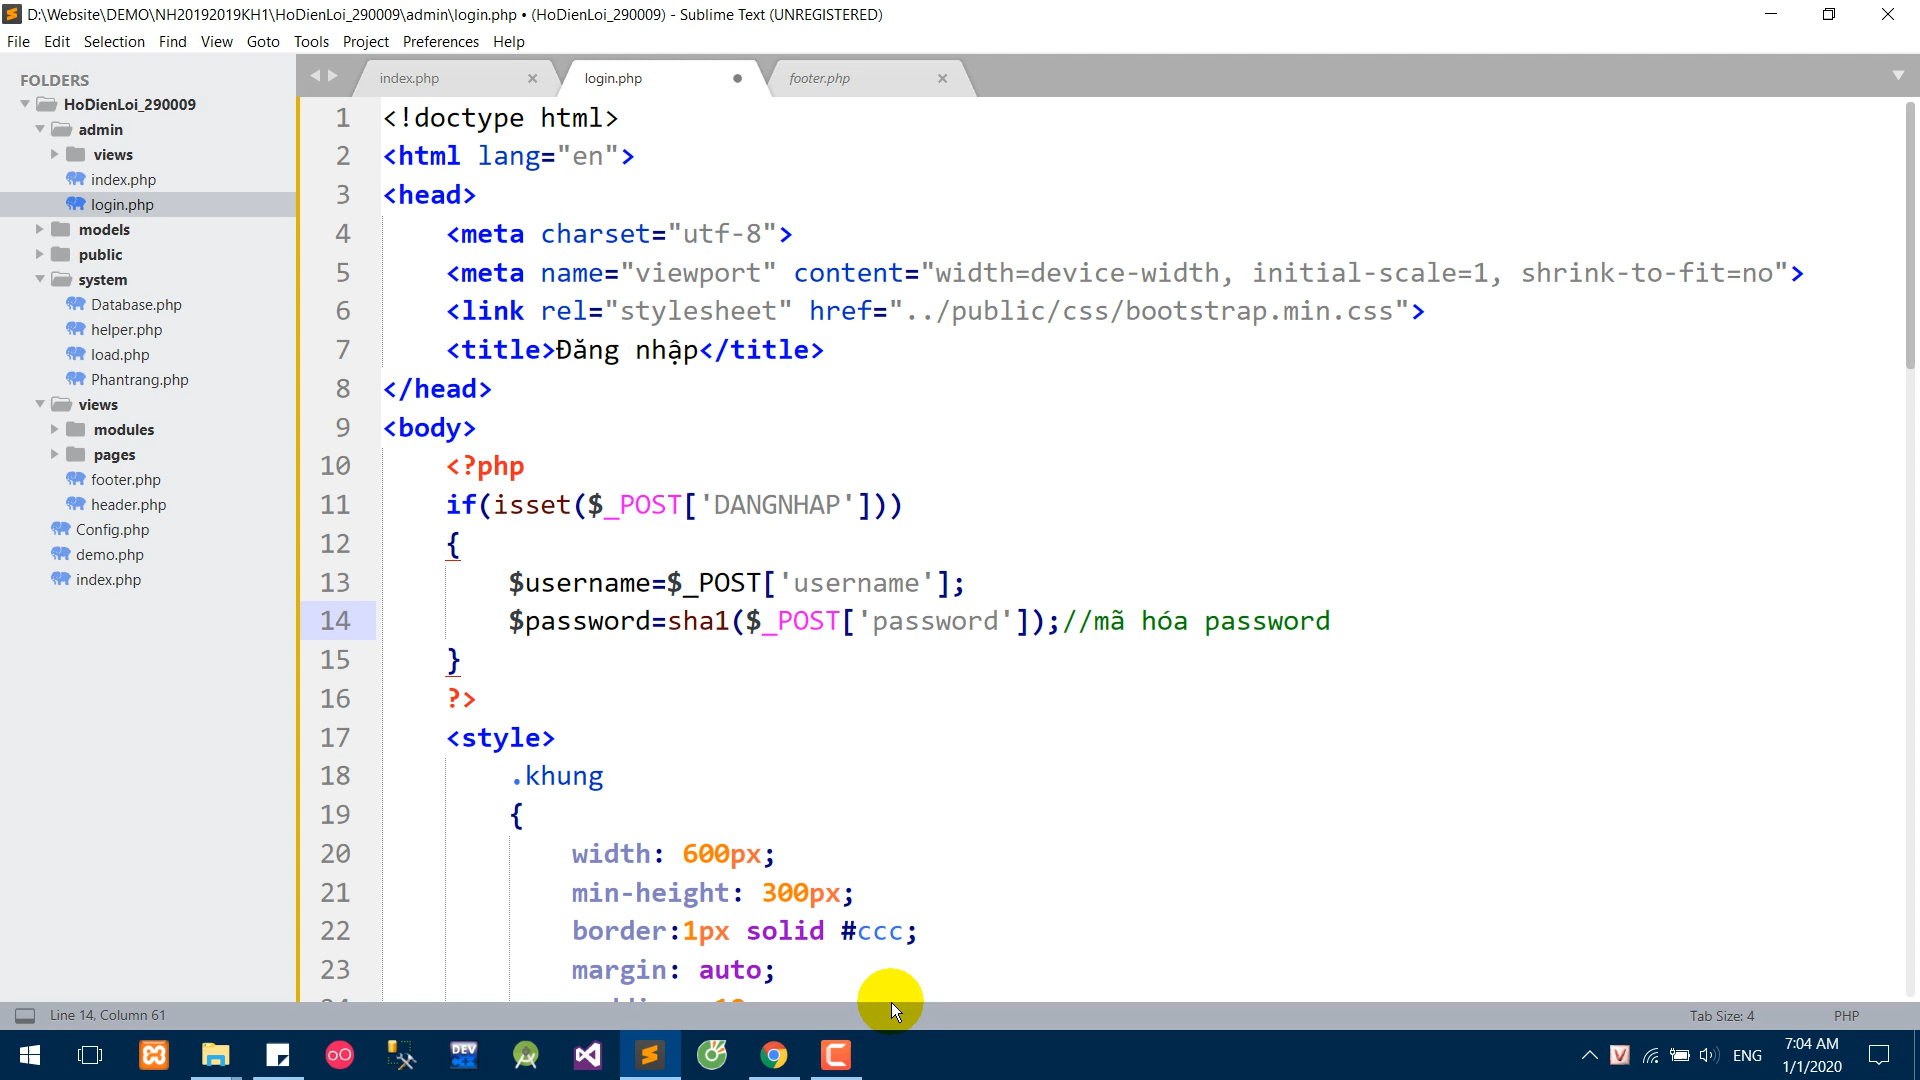 D:\Website\DEMO\NH20192019KH1\HoDienLoi_290009\admin\login.php • (HoDienLoi_290009) - Sublime Text (UNREGISTERED)
File Edit Selection Find View Goto Tools Project Preferences Help
FOLDERS
HoDienLoi_290009
admin
views
index.php
login.php
models
public
system
Database.php
helper.php
load.php
Phantrang.php
views
modules
pages
footer.php
header.php
Config.php
demo.php
index.php
index.php login.php footer.php
1 <!doctype html>
2 <html lang="en">
3 <head>
4 <meta charset="utf-8">
5 <meta name="viewport" content="width=device-width, initial-scale=1, shrink-to-fit=no">
6 <link rel="stylesheet" href="../public/css/bootstrap.min.css">
7 <title>Đăng nhập</title>
8 </head>
9 <body>
10 <?php
11 if(isset($_POST['DANGNHAP']))
12 {
13 $username=$_POST['username'];
14 $password=sha1($_POST['password']);//mã hóa password
15 }
16 ?>
17 <style>
18 .khung
19 {
20 width: 600px;
21 min-height: 300px;
22 border:1px solid #ccc;
23 margin: auto;
Line 14, Column 61 Tab Size: 4 PHP
DEV
ENG
7:04 AM
1/1/2020